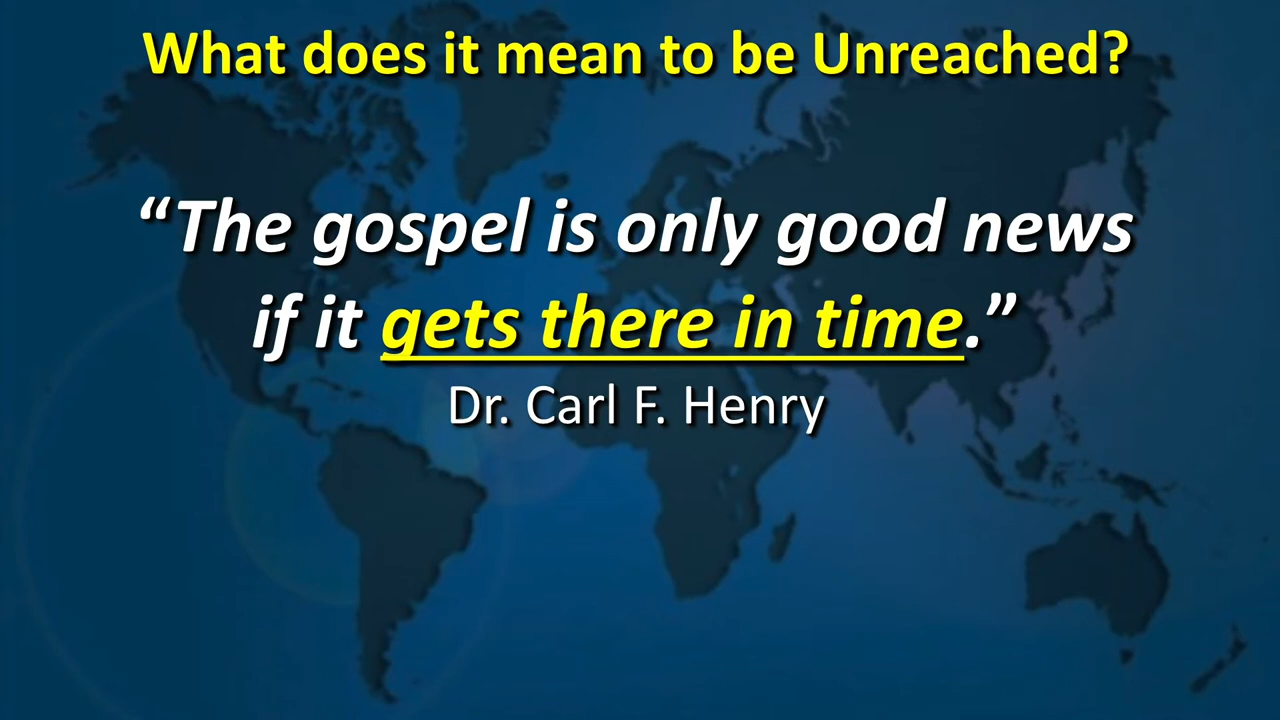 What does it mean to be Unreached?
“The gospel is only good news
if it gets there in time.”
Dr. Carl F. Henry